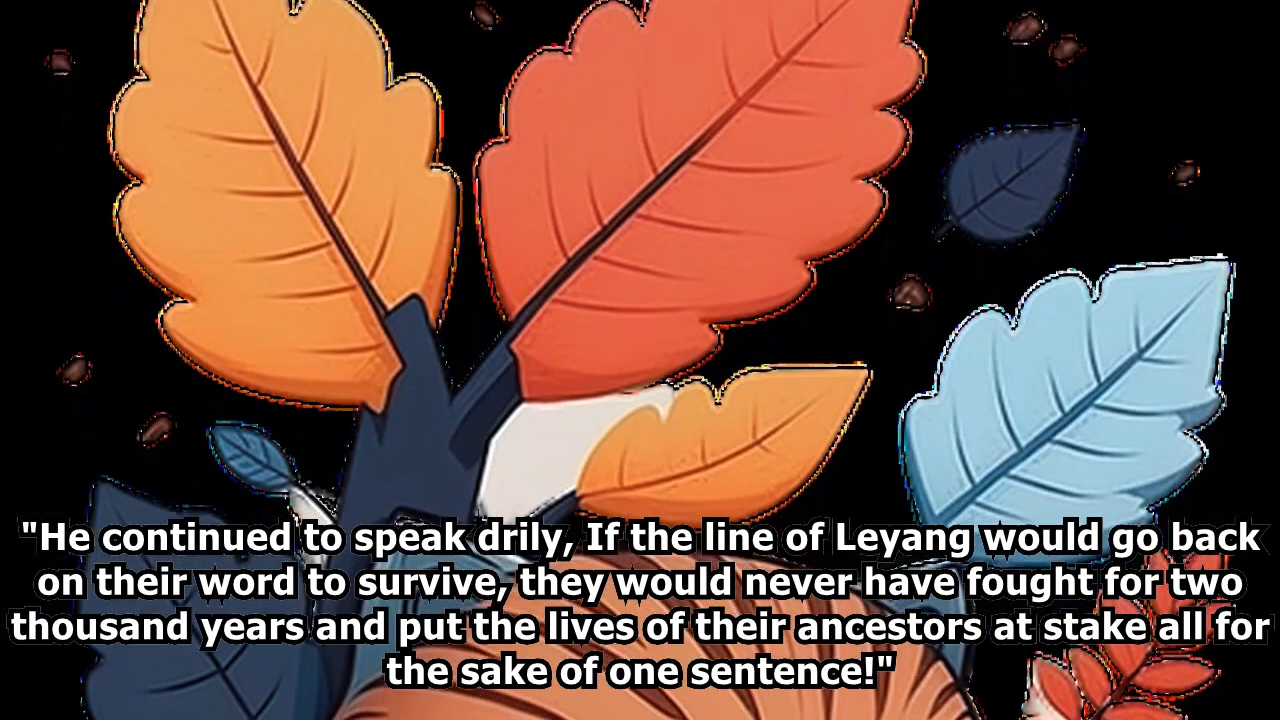 "He continued to speak drily, If the line of Leyang would go back
on their word to survive, they would never have fought for two
thousand years and put the lives of their ancestors at stake all for
the sake of one sentence!"